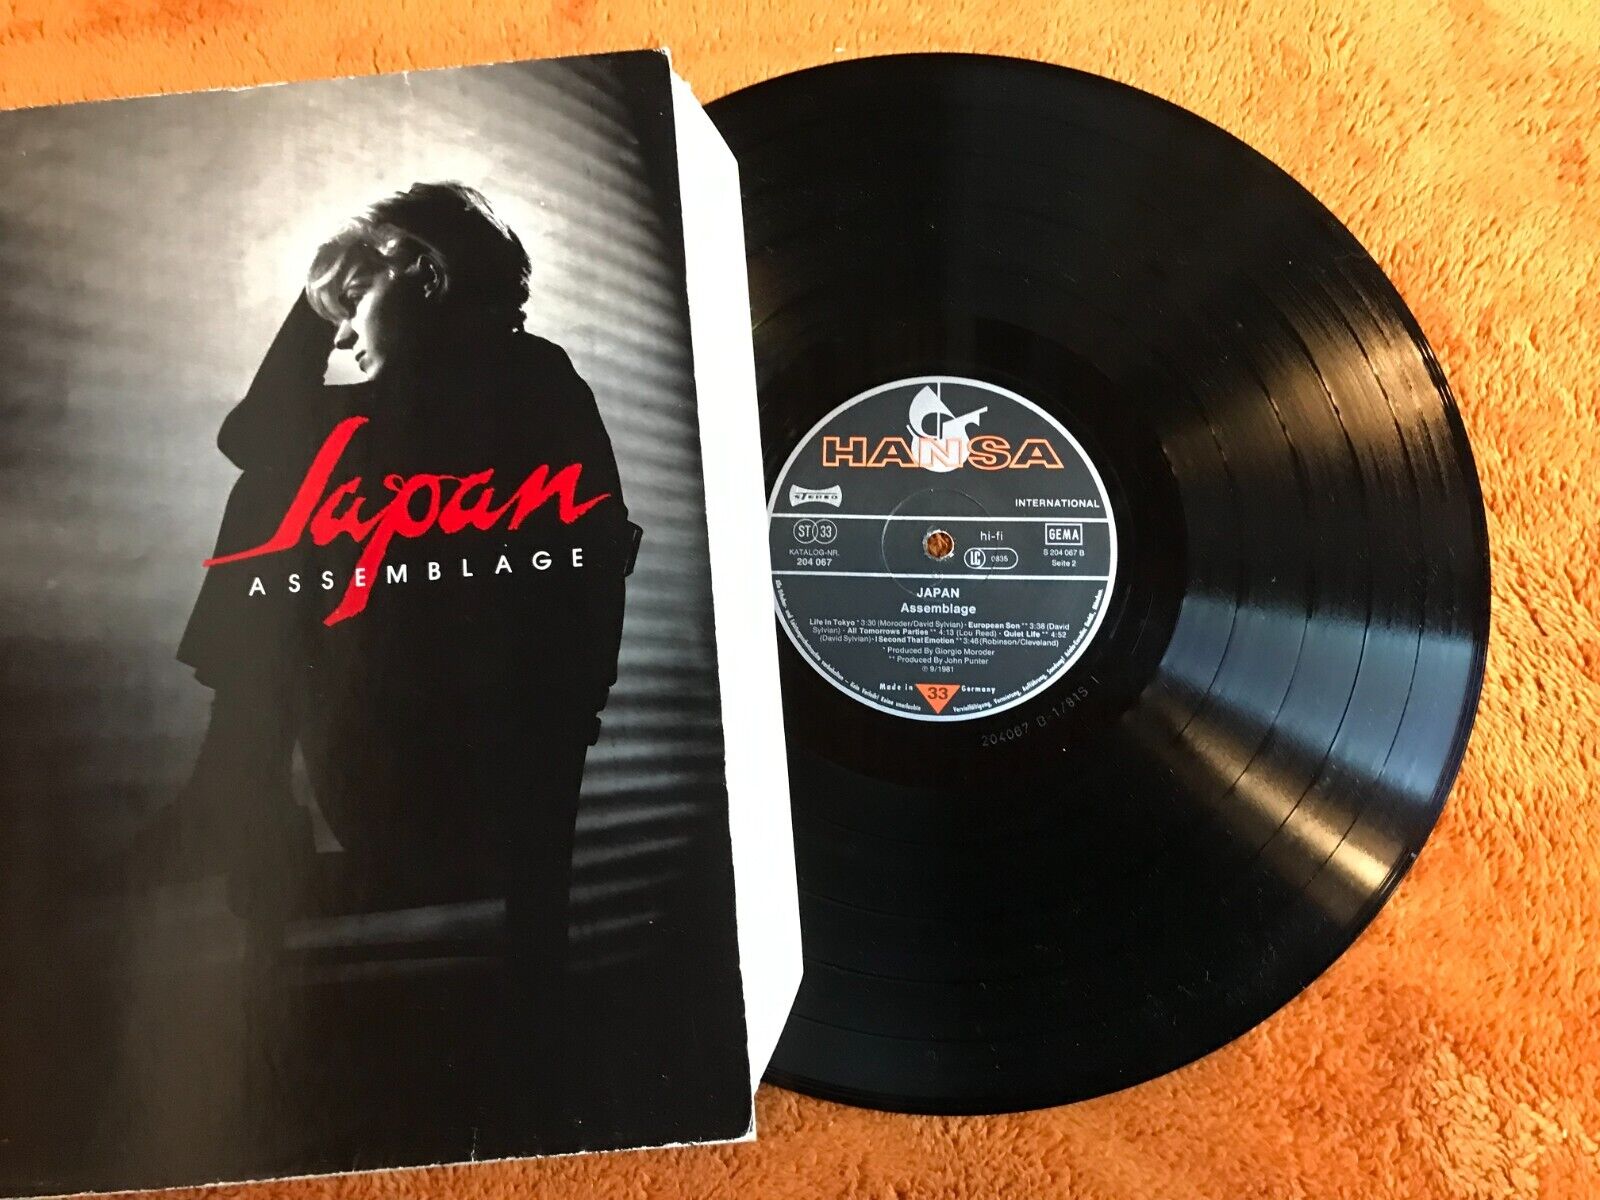 Japan
ASSEMBLAGE
HANSA
STEREO
INTERNATIONAL
ST 33
hi-fi
GEMA
KATALOG-NR.
204 067
LC 0835
S 204 067 B
Seite 2
JAPAN
Assemblage
Life In Tokyo * 3:30 (Moroder/David Sylvian) · European Son ** 3:38 (David
Sylvian) · All Tomorrows Parties ** 4:13 (Lou Reed) · Quiet Life ** 4:52
(David Sylvian) · I Second That Emotion ** 3:46 (Robinson/Cleveland)
* Produced By Giorgio Moroder
** Produced By John Punter
℗ 9/1981
Made in 33 Germany
204067 B-1/81S